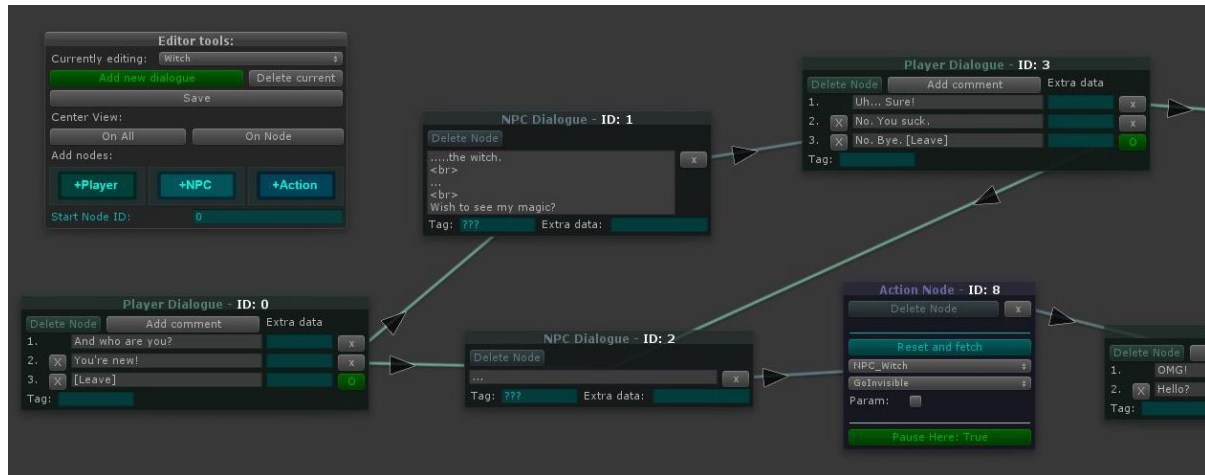 Editor tools:
Currently editing: Witch
Add new dialogue Delete current
Save
Center View:
On All On Node
Add nodes:
+Player +NPC +Action
Start Node ID: 0
NPC Dialogue - ID: 1
Delete Node
.....the witch.
<br>
...
<br>
Wish to see my magic?
x
Tag: ??? Extra data:
Player Dialogue - ID: 3
Delete Node Add comment Extra data
1. Uh... Sure! x
2. X No. You suck. x
3. X No. Bye. [Leave] O
Tag:
Player Dialogue - ID: 0
Delete Node Add comment Extra data
1. And who are you? x
2. X You're new! x
3. X [Leave] O
Tag:
NPC Dialogue - ID: 2
Delete Node
... x
Tag: ??? Extra data:
Action Node - ID: 8
Delete Node x
Reset and fetch
NPC_Witch
GoInvisible
Param:
Pause Here: True
Delete Node
1. OMG!
2. X Hello?
Tag: